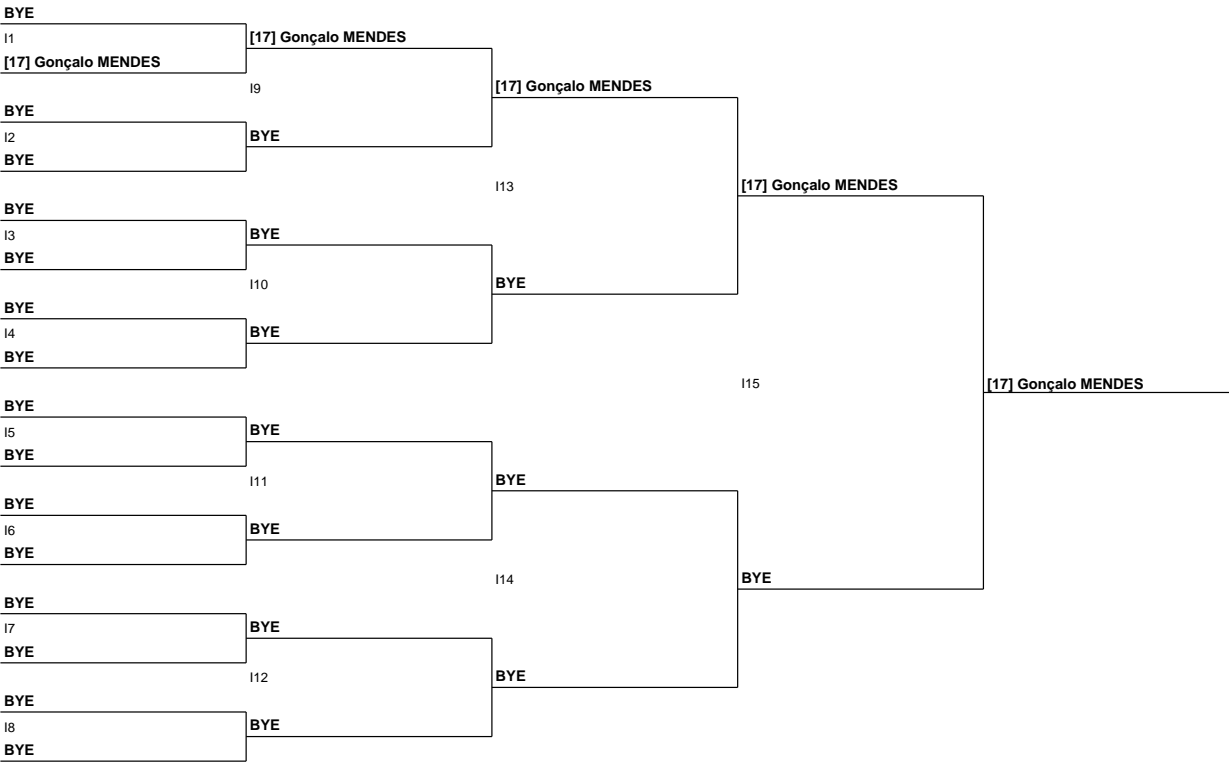 BYE
I1
[17] Gonçalo MENDES
[17] Gonçalo MENDES
I9
[17] Gonçalo MENDES
BYE
I2
BYE
BYE
I13
[17] Gonçalo MENDES
BYE
I3
BYE
BYE
I10
BYE
BYE
I4
BYE
BYE
I15
[17] Gonçalo MENDES
BYE
I5
BYE
BYE
I11
BYE
BYE
I6
BYE
BYE
I14
BYE
BYE
I7
BYE
BYE
I12
BYE
BYE
I8
BYE
BYE